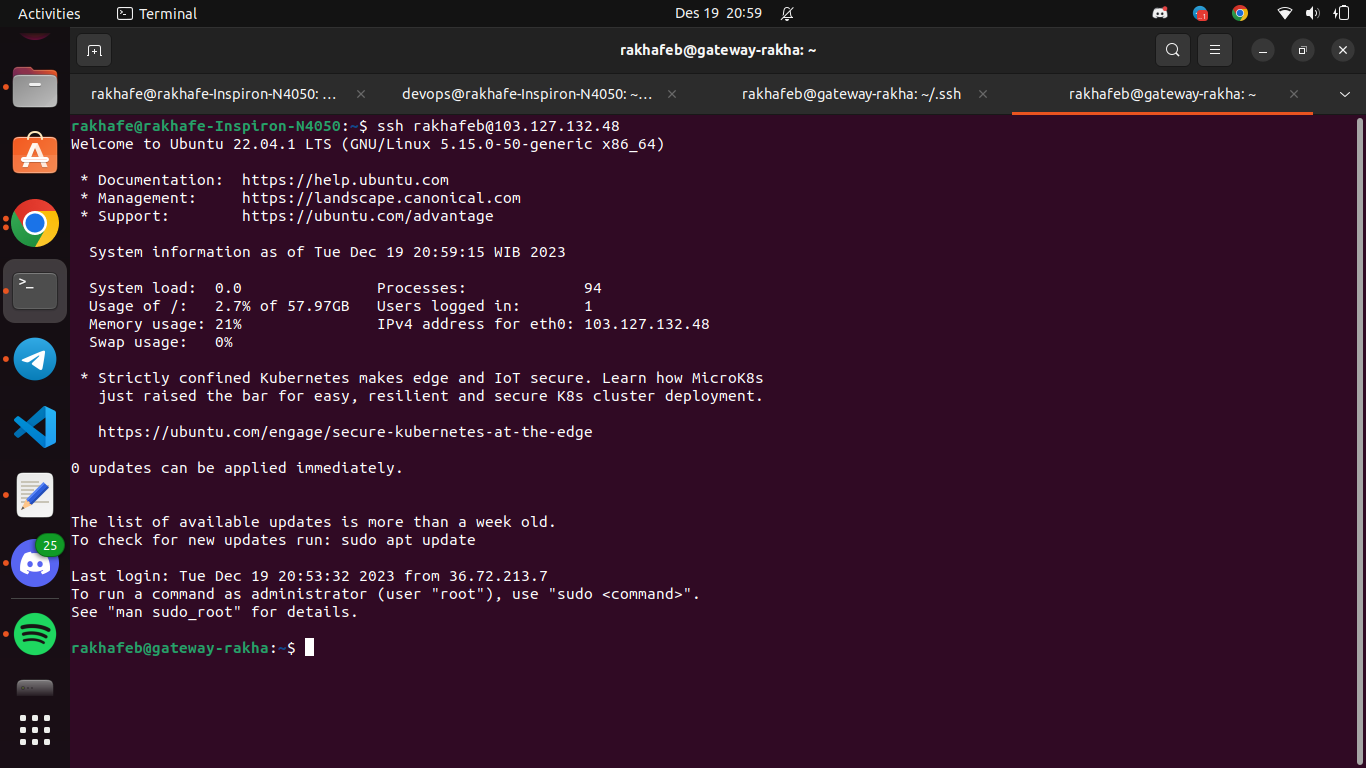 Activities
Terminal
Des 19 20:59
rakhafeb@gateway-rakha: ~
rakhafe@rakhafe-Inspiron-N4050: ...
devops@rakhafe-Inspiron-N4050: ~...
rakhafeb@gateway-rakha: ~/.ssh
rakhafeb@gateway-rakha: ~
rakhafe@rakhafe-Inspiron-N4050:~$ ssh rakhafeb@103.127.132.48
Welcome to Ubuntu 22.04.1 LTS (GNU/Linux 5.15.0-50-generic x86_64)
* Documentation: https://help.ubuntu.com
* Management: https://landscape.canonical.com
* Support: https://ubuntu.com/advantage
System information as of Tue Dec 19 20:59:15 WIB 2023
System load: 0.0 Processes: 94
Usage of /: 2.7% of 57.97GB Users logged in: 1
Memory usage: 21% IPv4 address for eth0: 103.127.132.48
Swap usage: 0%
* Strictly confined Kubernetes makes edge and IoT secure. Learn how MicroK8s
just raised the bar for easy, resilient and secure K8s cluster deployment.
https://ubuntu.com/engage/secure-kubernetes-at-the-edge
0 updates can be applied immediately.
The list of available updates is more than a week old.
To check for new updates run: sudo apt update
Last login: Tue Dec 19 20:53:32 2023 from 36.72.213.7
To run a command as administrator (user "root"), use "sudo <command>".
See "man sudo_root" for details.
rakhafeb@gateway-rakha:~$
25